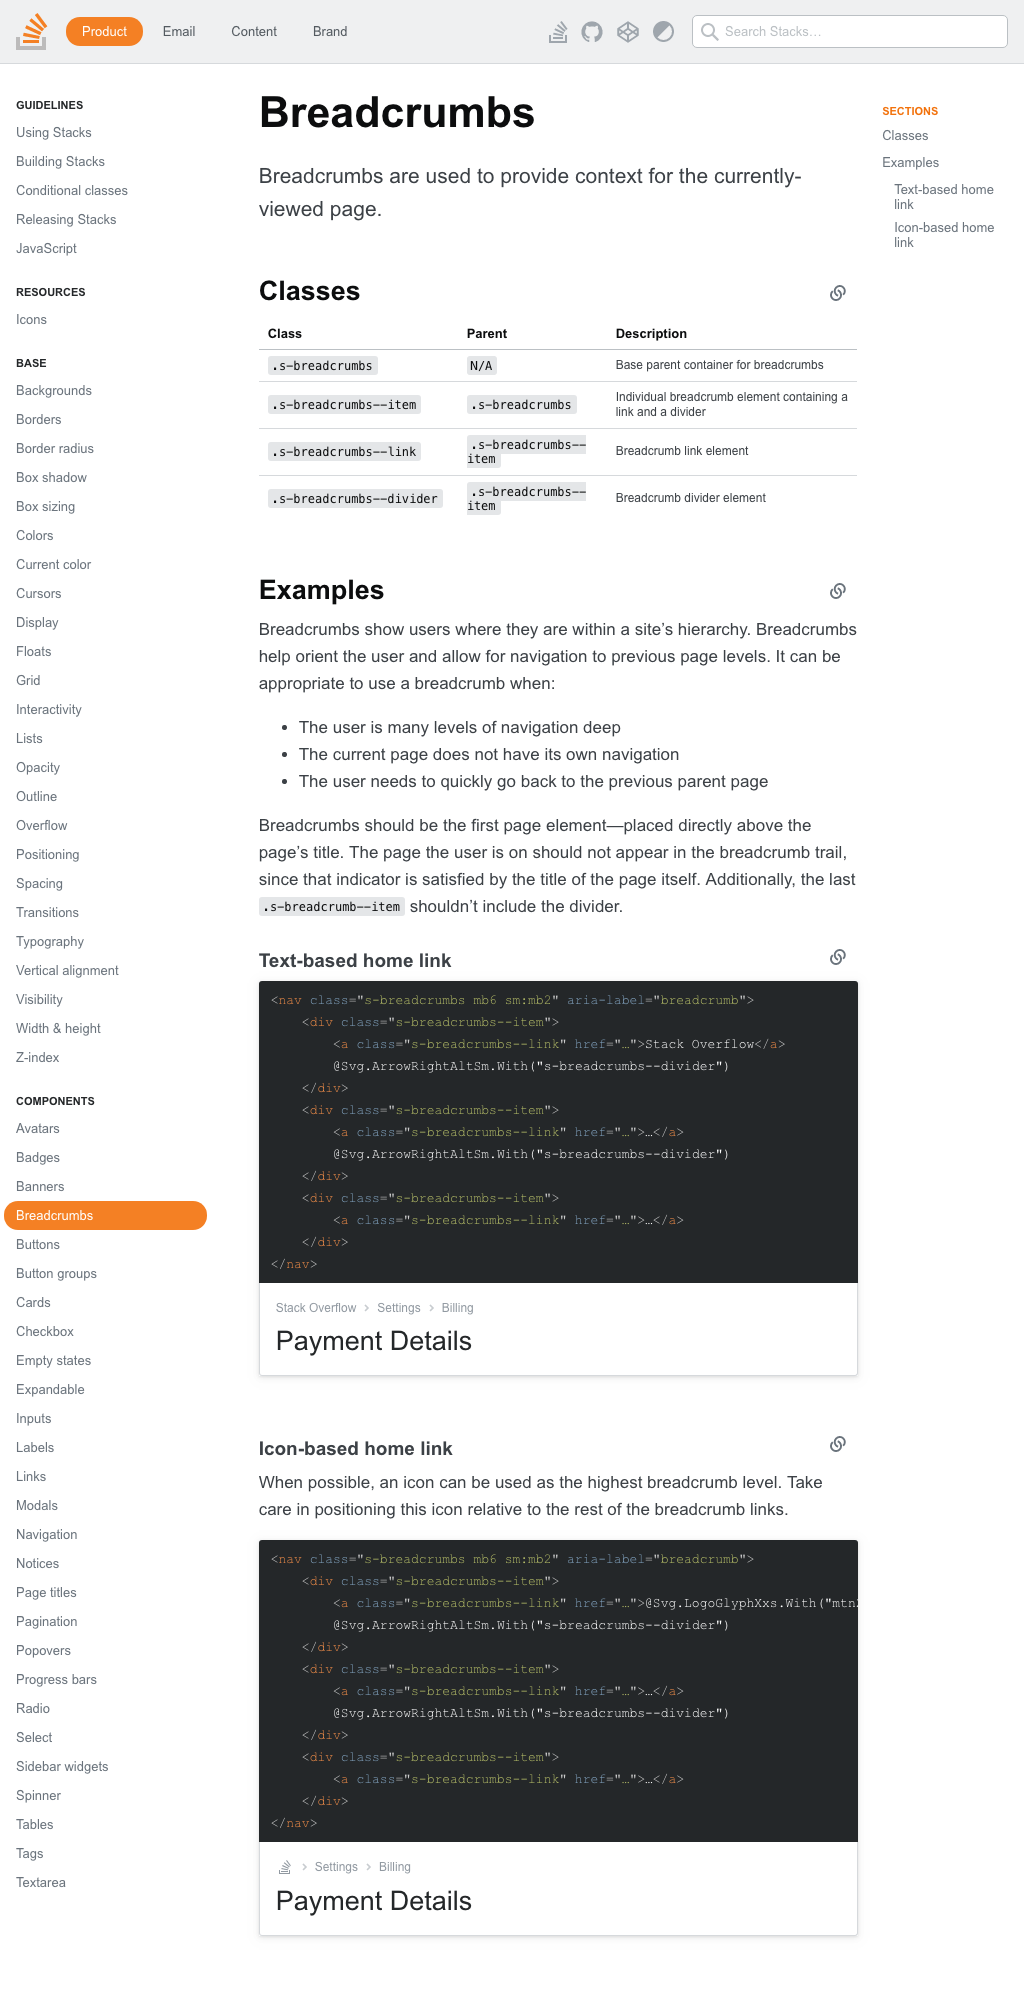 Product
Email
Content
Brand
Search Stacks…
GUIDELINES
Using Stacks
Building Stacks
Conditional classes
Releasing Stacks
JavaScript
RESOURCES
Icons
BASE
Backgrounds
Borders
Border radius
Box shadow
Box sizing
Colors
Current color
Cursors
Display
Floats
Grid
Interactivity
Lists
Opacity
Outline
Overflow
Positioning
Spacing
Transitions
Typography
Vertical alignment
Visibility
Width & height
Z-index
COMPONENTS
Avatars
Badges
Banners
Breadcrumbs
Buttons
Button groups
Cards
Checkbox
Empty states
Expandable
Inputs
Labels
Links
Modals
Navigation
Notices
Page titles
Pagination
Popovers
Progress bars
Radio
Select
Sidebar widgets
Spinner
Tables
Tags
Textarea
Breadcrumbs
Breadcrumbs are used to provide context for the currently-
viewed page.
Classes
Class Parent Description
.s-breadcrumbs N/A Base parent container for breadcrumbs
.s-breadcrumbs--item .s-breadcrumbs Individual breadcrumb element containing a
link and a divider
.s-breadcrumbs--link .s-breadcrumbs--
item Breadcrumb link element
.s-breadcrumbs--divider .s-breadcrumbs--
item Breadcrumb divider element
Examples
Breadcrumbs show users where they are within a site’s hierarchy. Breadcrumbs
help orient the user and allow for navigation to previous page levels. It can be
appropriate to use a breadcrumb when:
• The user is many levels of navigation deep
• The current page does not have its own navigation
• The user needs to quickly go back to the previous parent page
Breadcrumbs should be the first page element—placed directly above the
page’s title. The page the user is on should not appear in the breadcrumb trail,
since that indicator is satisfied by the title of the page itself. Additionally, the last
.s-breadcrumb--item shouldn’t include the divider.
Text-based home link
<nav class="s-breadcrumbs mb6 sm:mb2" aria-label="breadcrumb">
    <div class="s-breadcrumbs--item">
        <a class="s-breadcrumbs--link" href="…">Stack Overflow</a>
        @Svg.ArrowRightAltSm.With("s-breadcrumbs--divider")
    </div>
    <div class="s-breadcrumbs--item">
        <a class="s-breadcrumbs--link" href="…">…</a>
        @Svg.ArrowRightAltSm.With("s-breadcrumbs--divider")
    </div>
    <div class="s-breadcrumbs--item">
        <a class="s-breadcrumbs--link" href="…">…</a>
    </div>
</nav>
Stack Overflow > Settings > Billing
Payment Details
Icon-based home link
When possible, an icon can be used as the highest breadcrumb level. Take
care in positioning this icon relative to the rest of the breadcrumb links.
<nav class="s-breadcrumbs mb6 sm:mb2" aria-label="breadcrumb">
    <div class="s-breadcrumbs--item">
        <a class="s-breadcrumbs--link" href="…">@Svg.LogoGlyphXxs.With("mtn
        @Svg.ArrowRightAltSm.With("s-breadcrumbs--divider")
    </div>
    <div class="s-breadcrumbs--item">
        <a class="s-breadcrumbs--link" href="…">…</a>
        @Svg.ArrowRightAltSm.With("s-breadcrumbs--divider")
    </div>
    <div class="s-breadcrumbs--item">
        <a class="s-breadcrumbs--link" href="…">…</a>
    </div>
</nav>
> Settings > Billing
Payment Details
SECTIONS
Classes
Examples
Text-based home
link
Icon-based home
link